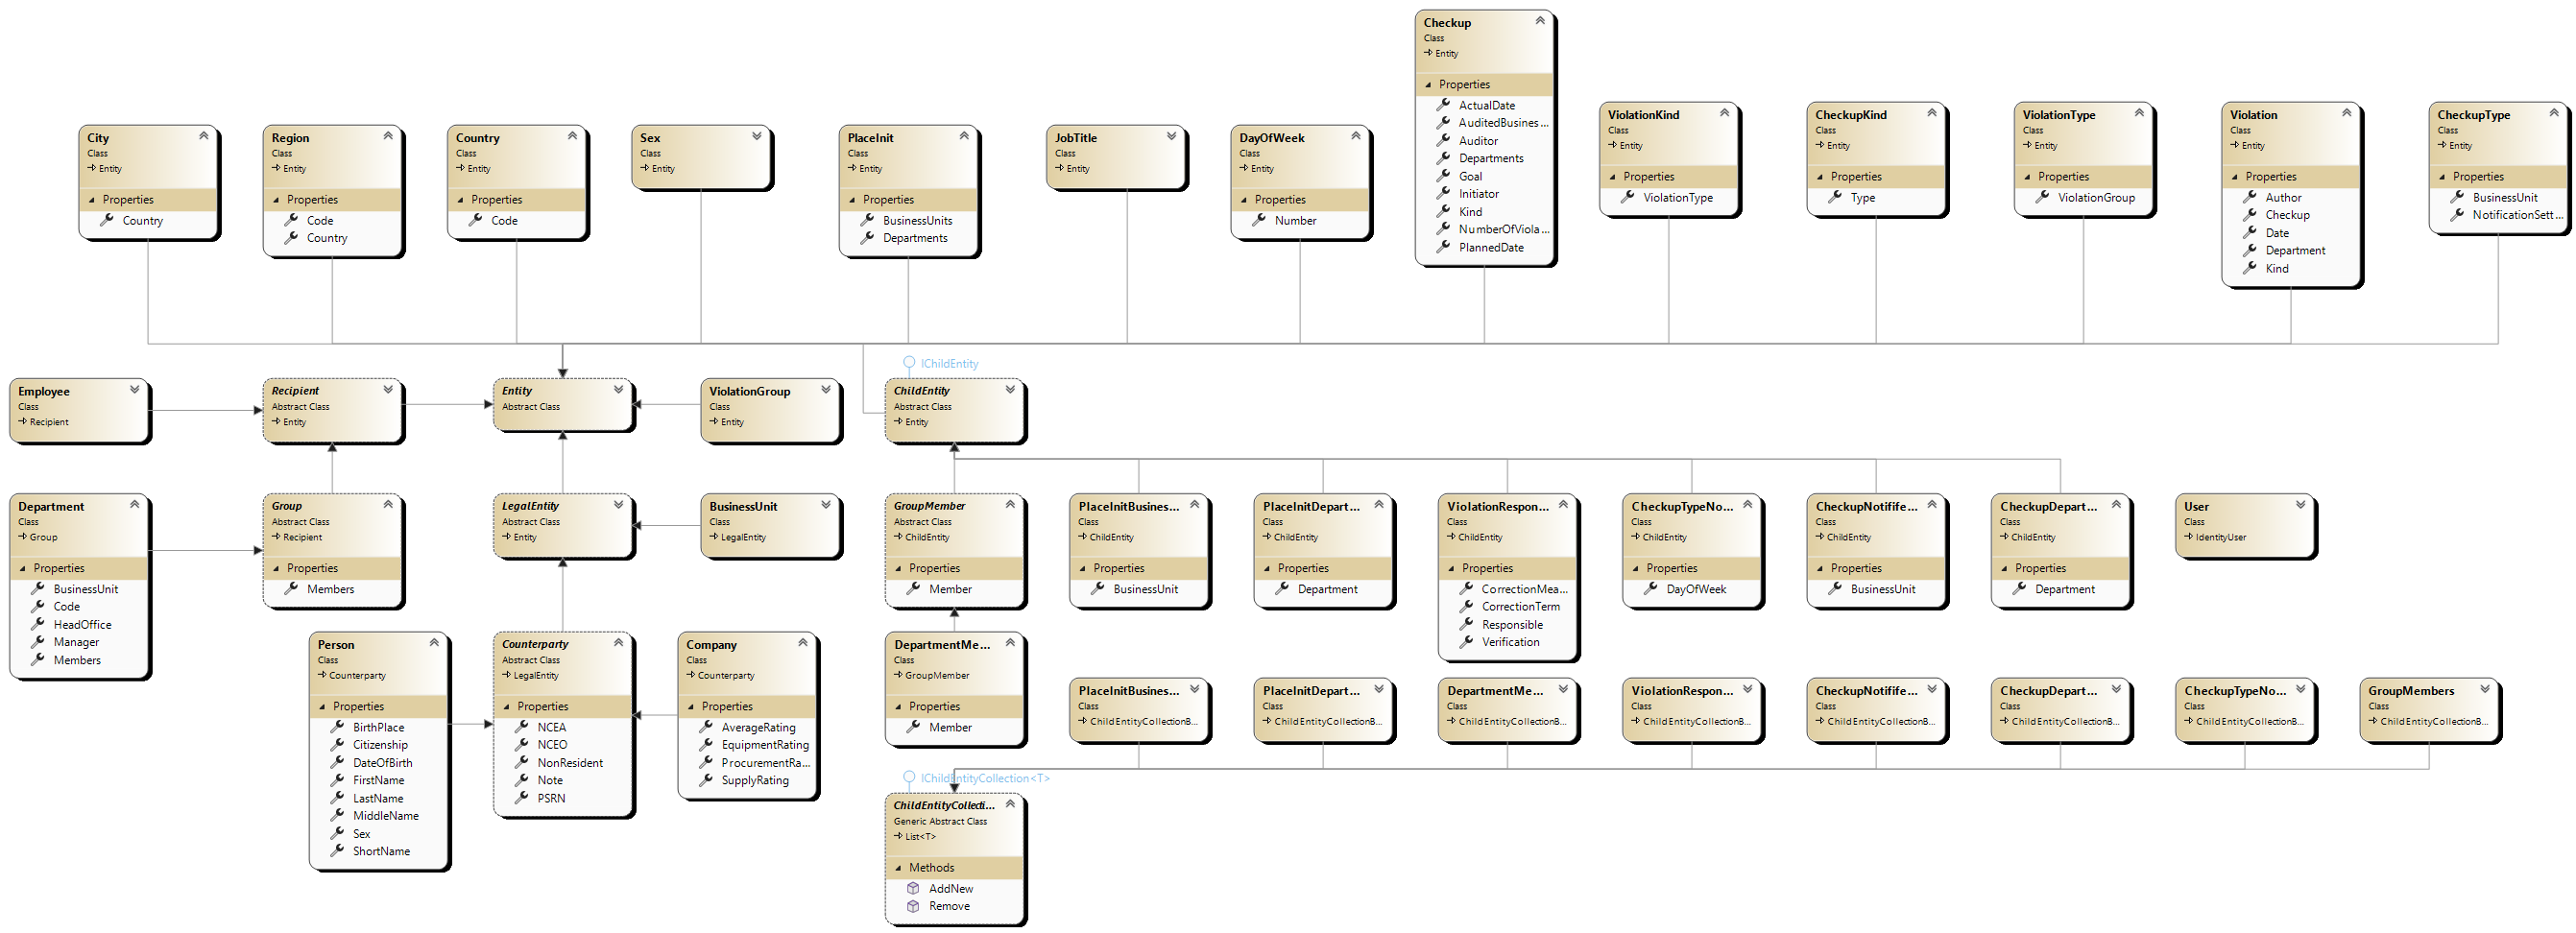 Checkup
Class
Entity
Properties
ActualDate
AuditedBusines...
Auditor
Departments
Goal
Initiator
Kind
NumberOfViola...
PlannedDate
City
Class
Entity
Properties
Country
Region
Class
Entity
Properties
Code
Country
Country
Class
Entity
Properties
Code
Sex
Class
Entity
PlaceInit
Class
Entity
Properties
BusinessUnits
Departments
JobTitle
Class
Entity
DayOfWeek
Class
Entity
Properties
Number
ViolationKind
Class
Entity
Properties
ViolationType
CheckupKind
Class
Entity
Properties
Type
ViolationType
Class
Entity
Properties
ViolationGroup
Violation
Class
Entity
Properties
Author
Checkup
Date
Department
Kind
CheckupType
Class
Entity
Properties
BusinessUnit
NotificationSett...
Employee
Class
Recipient
Recipient
Abstract Class
Entity
Entity
Abstract Class
ViolationGroup
Class
Entity
IChildEntity
ChildEntity
Abstract Class
Entity
Department
Class
Group
Properties
BusinessUnit
Code
HeadOffice
Manager
Members
Group
Abstract Class
Recipient
Properties
Members
LegalEntity
Abstract Class
Entity
BusinessUnit
Class
LegalEntity
GroupMember
Abstract Class
ChildEntity
Properties
Member
PlaceInitBusines...
Class
ChildEntity
Properties
BusinessUnit
PlaceInitDepart...
Class
ChildEntity
Properties
Department
ViolationRespon...
Class
ChildEntity
Properties
CorrectionMea...
CorrectionTerm
Responsible
Verification
CheckupTypeNo...
Class
ChildEntity
Properties
DayOfWeek
CheckupNotifife...
Class
ChildEntity
Properties
BusinessUnit
CheckupDepart...
Class
ChildEntity
Properties
Department
User
Class
IdentityUser
Person
Class
Counterparty
Properties
BirthPlace
Citizenship
DateOfBirth
FirstName
LastName
MiddleName
Sex
ShortName
Counterparty
Abstract Class
LegalEntity
Properties
NCEA
NCEO
NonResident
Note
PSRN
Company
Class
Counterparty
Properties
AverageRating
EquipmentRating
ProcurementRa...
SupplyRating
DepartmentMe...
Class
GroupMember
Properties
Member
PlaceInitBusines...
Class
ChildEntityCollectionB...
PlaceInitDepart...
Class
ChildEntityCollectionB...
DepartmentMe...
Class
ChildEntityCollectionB...
ViolationRespon...
Class
ChildEntityCollectionB...
CheckupNotifife...
Class
ChildEntityCollectionB...
CheckupDepart...
Class
ChildEntityCollectionB...
CheckupTypeNo...
Class
ChildEntityCollectionB...
GroupMembers
Class
ChildEntityCollectionB...
IChildEntityCollection<T>
ChildEntityCollecti...
Generic Abstract Class
List<T>
Methods
AddNew
Remove